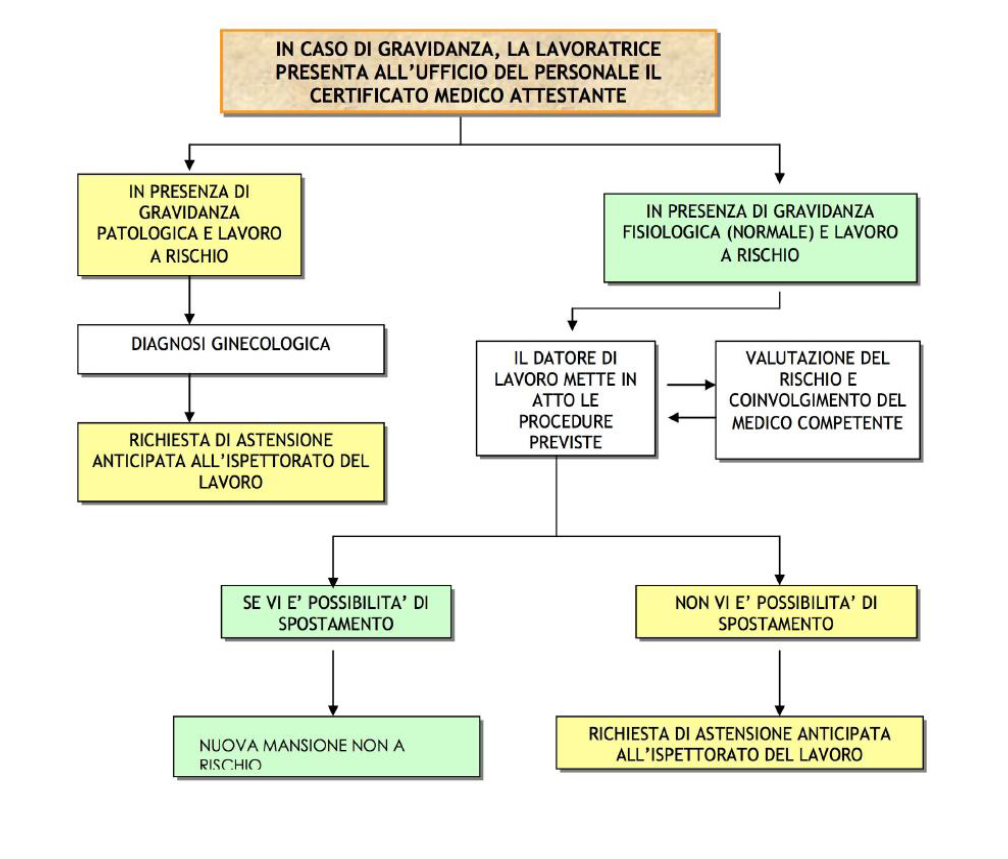 IN CASO DI GRAVIDANZA, LA LAVORATRICE
PRESENTA ALL'UFFICIO DEL PERSONALE IL
CERTIFICATO MEDICO ATTESTANTE
IN PRESENZA DI
GRAVIDANZA
PATOLOGICA E LAVORO
A RISCHIO
IN PRESENZA DI GRAVIDANZA
FISIOLOGICA (NORMALE) E LAVORO
A RISCHIO
DIAGNOSI GINECOLOGICA
IL DATORE DI
LAVORO METTE IN
ATTO LE
PROCEDURE
PREVISTE
VALUTAZIONE DEL
RISCHIO E
COINVOLGIMENTO DEL
MEDICO COMPETENTE
RICHIESTA DI ASTENSIONE
ANTICIPATA ALL'ISPETTORATO DEL
LAVORO
SE VI E' POSSIBILITA' DI
SPOSTAMENTO
NON VI E' POSSIBILITA' DI
SPOSTAMENTO
NUOVA MANSIONE NON A
RISCHIO
RICHIESTA DI ASTENSIONE ANTICIPATA
ALL'ISPETTORATO DEL LAVORO